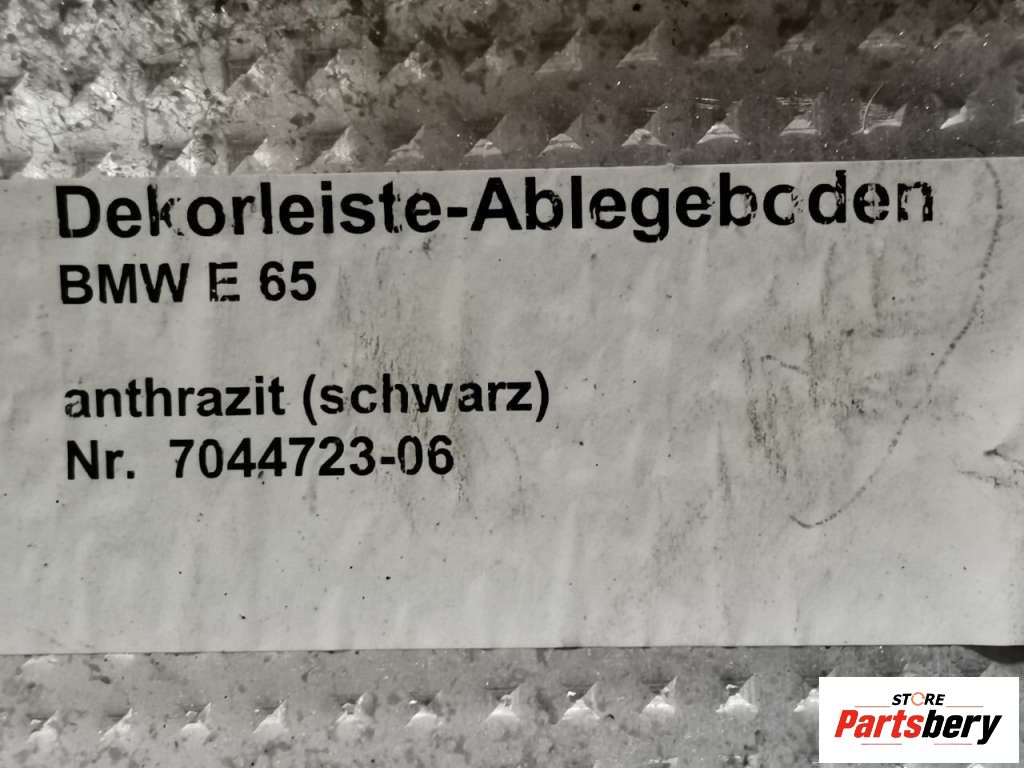 Dekorleiste-Ablegeboden
BMW E 65
anthrazit (schwarz)
Nr. 7044723-06
STORE
Partsbery